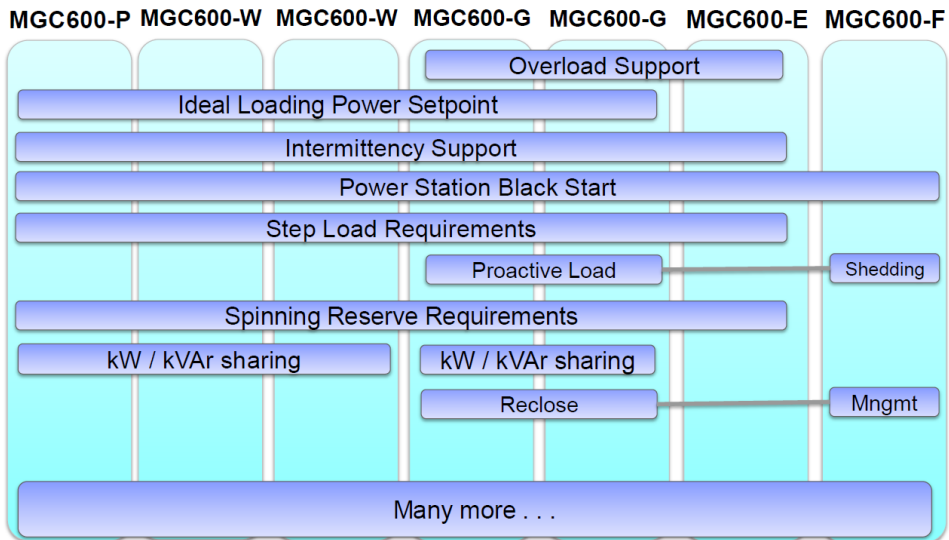 MGC600-P MGC600-W MGC600-W MGC600-G MGC600-G MGC600-E MGC600-F
Overload Support
Ideal Loading Power Setpoint
Intermittency Support
Power Station Black Start
Step Load Requirements
Proactive Load Shedding
Spinning Reserve Requirements
kW / kVAr sharing kW / kVAr sharing
Reclose Mngmt
Many more . . .